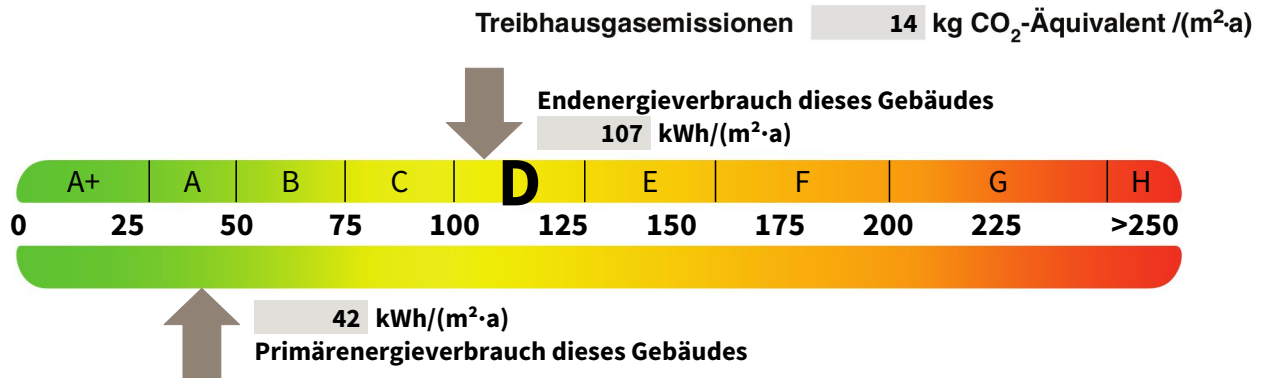 Treibhausgasemissionen 14 kg CO₂-Äquivalent /(m²·a)
Endenergieverbrauch dieses Gebäudes
107 kWh/(m²·a)
A+ A B C D E F G H
0 25 50 75 100 125 150 175 200 225 >250
42 kWh/(m²·a)
Primärenergieverbrauch dieses Gebäudes